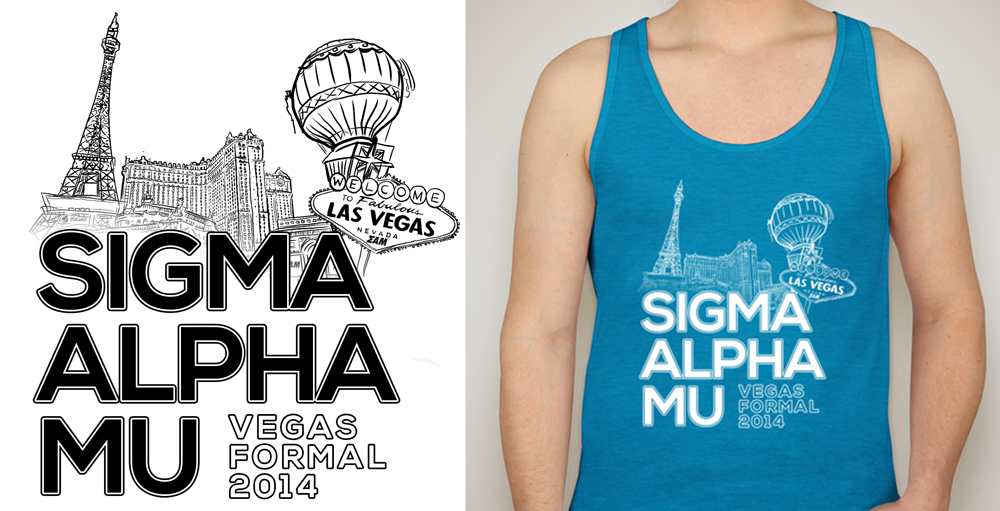 WELCOME
TO Fabulous
LAS VEGAS
NEVADA
ΣΑΜ
SIGMA
ALPHA
MU
VEGAS
FORMAL
2014
WELCOME
LAS VEGAS
NEVADA
SIGMA
ALPHA
MU
VEGAS
FORMAL
2014